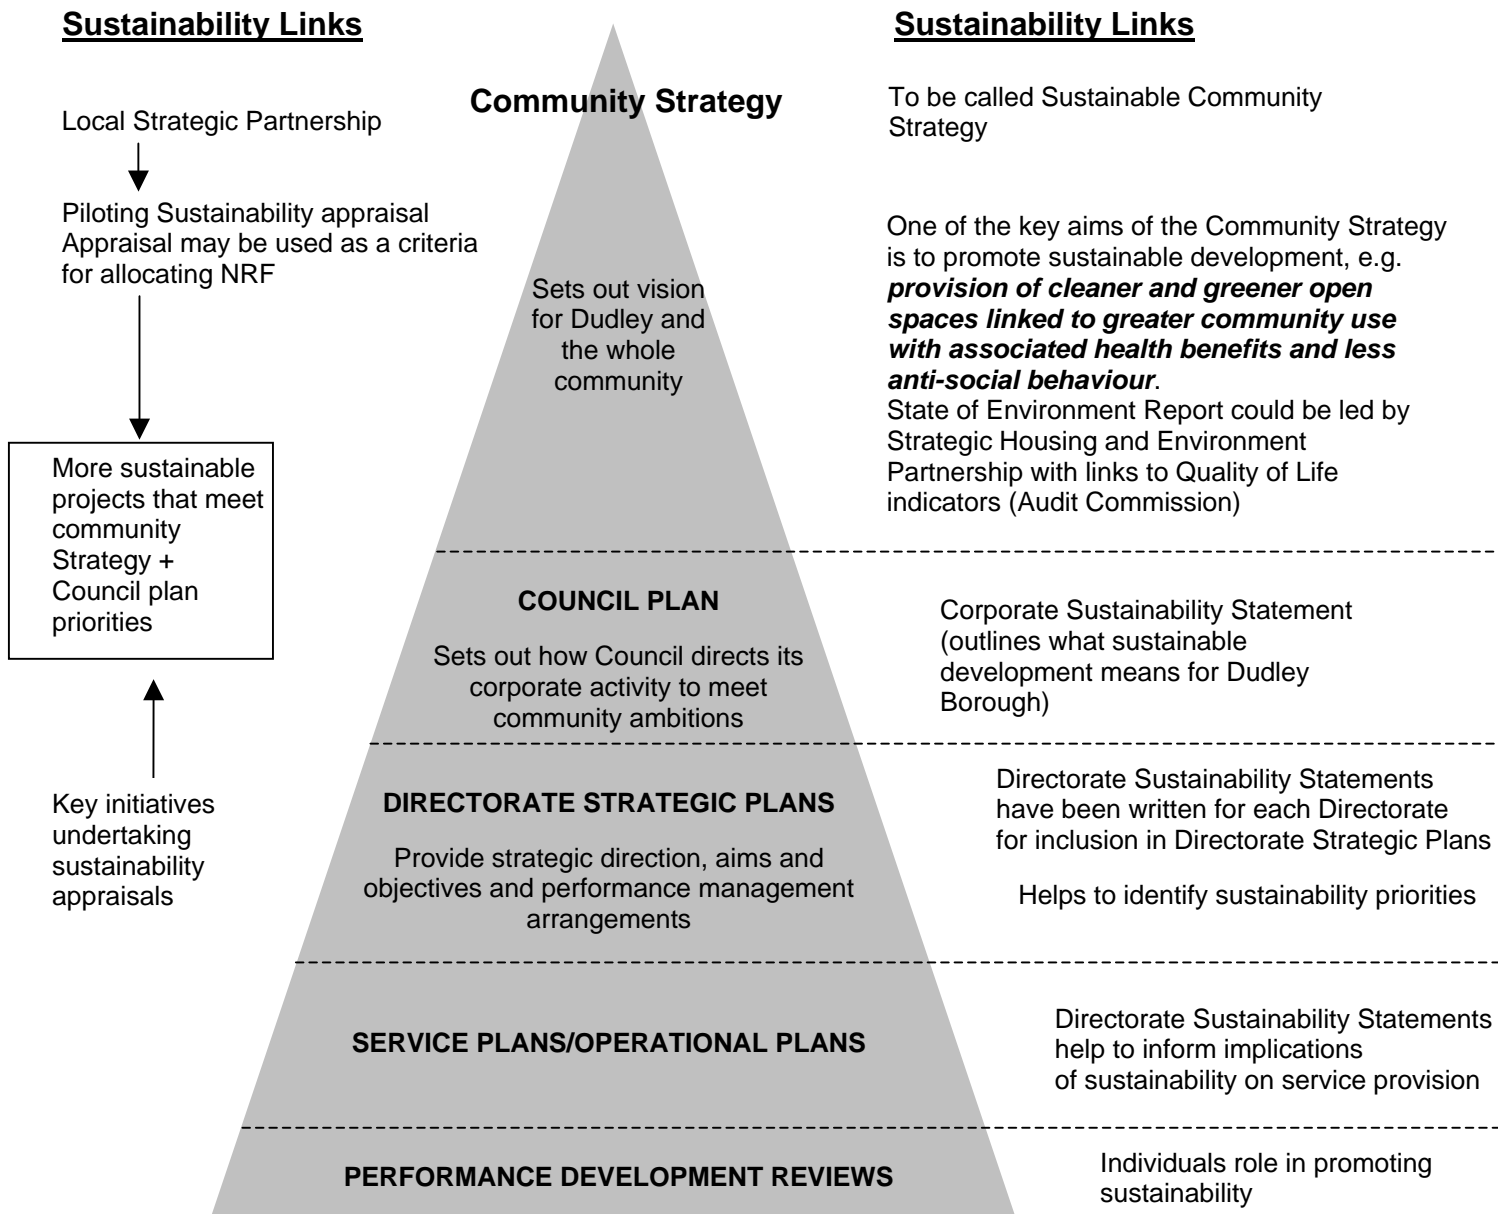 Sustainability Links
Local Strategic Partnership
Piloting Sustainability appraisal
Appraisal may be used as a criteria
for allocating NRF
More sustainable
projects that meet
community
Strategy +
Council plan
priorities
Key initiatives
undertaking
sustainability
appraisals
Community Strategy
Sets out vision
for Dudley and
the whole
community
COUNCIL PLAN
Sets out how Council directs its
corporate activity to meet
community ambitions
DIRECTORATE STRATEGIC PLANS
Provide strategic direction, aims and
objectives and performance management
arrangements
SERVICE PLANS/OPERATIONAL PLANS
PERFORMANCE DEVELOPMENT REVIEWS
Sustainability Links
To be called Sustainable Community
Strategy
One of the key aims of the Community Strategy
is to promote sustainable development, e.g.
provision of cleaner and greener open
spaces linked to greater community use
with associated health benefits and less
anti-social behaviour.
State of Environment Report could be led by
Strategic Housing and Environment
Partnership with links to Quality of Life
indicators (Audit Commission)
Corporate Sustainability Statement
(outlines what sustainable
development means for Dudley
Borough)
Directorate Sustainability Statements
have been written for each Directorate
for inclusion in Directorate Strategic Plans
Helps to identify sustainability priorities
Directorate Sustainability Statements
help to inform implications
of sustainability on service provision
Individuals role in promoting
sustainability